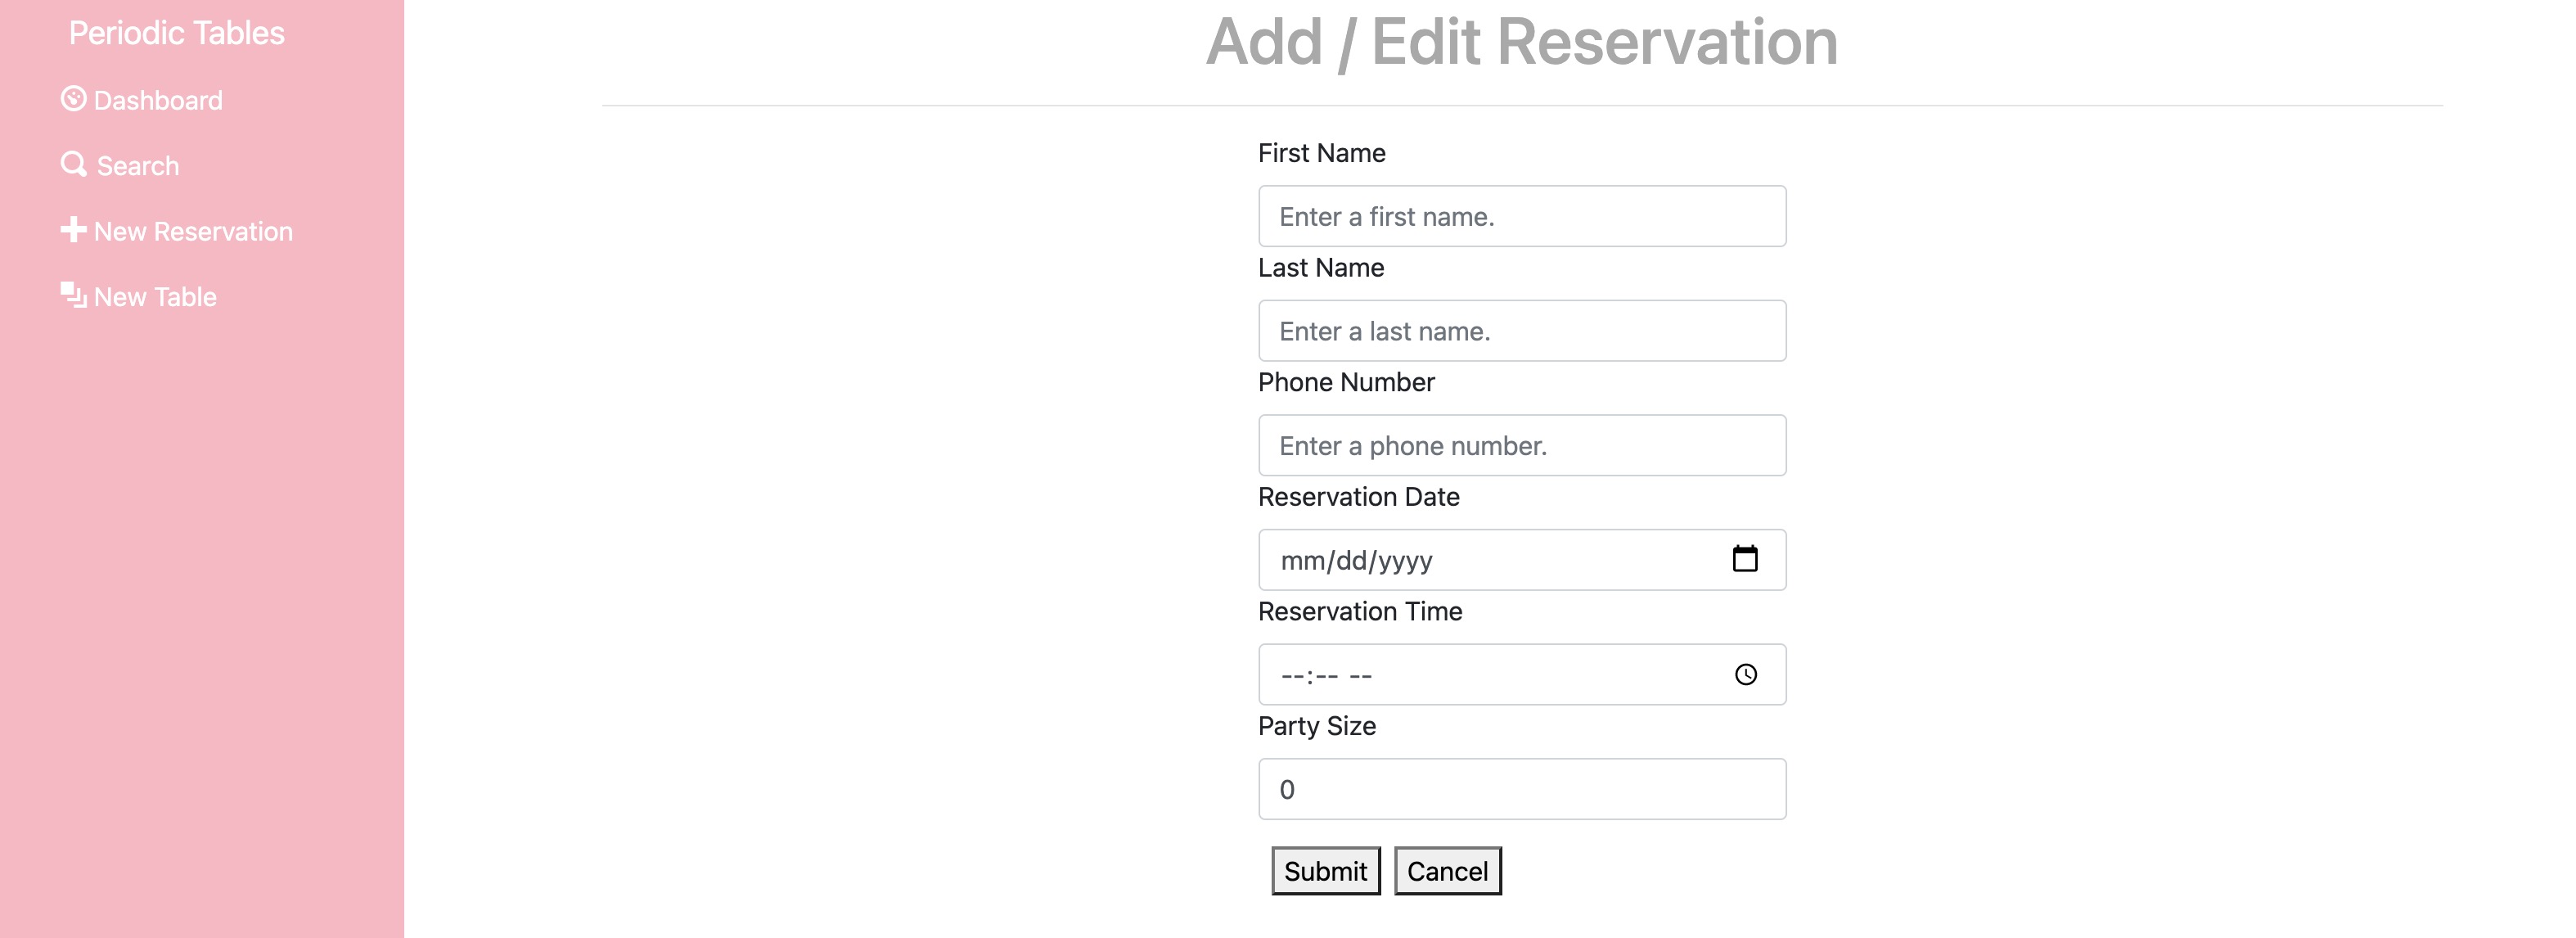 Periodic Tables
Dashboard
Search
New Reservation
New Table
Add / Edit Reservation
First Name
Enter a first name.
Last Name
Enter a last name.
Phone Number
Enter a phone number.
Reservation Date
mm/dd/yyyy
Reservation Time
--:-- --
Party Size
0
Submit Cancel